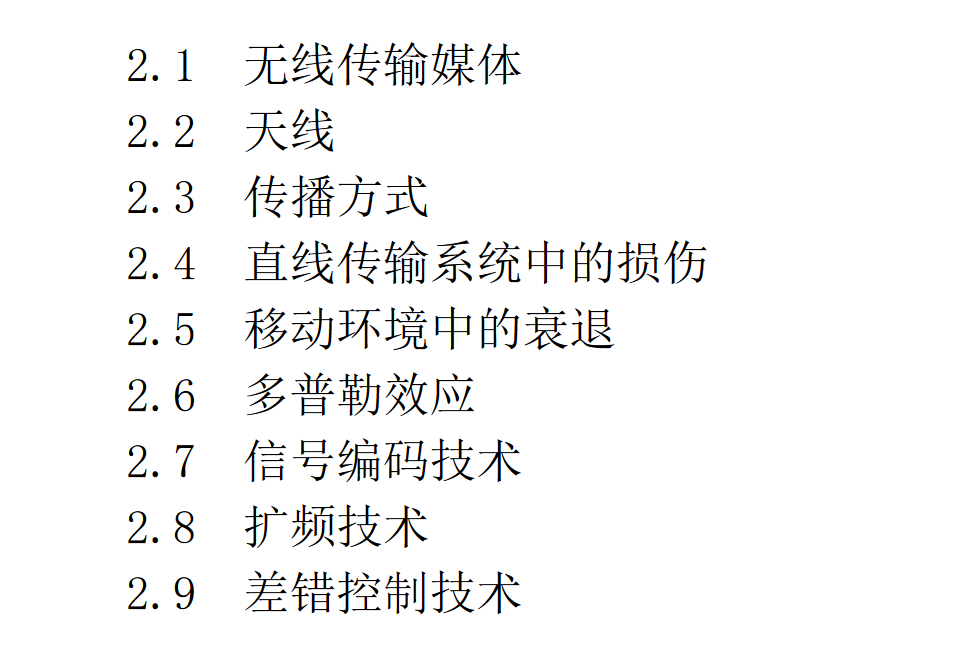 2.1 无线传输媒体
2.2 天线
2.3 传播方式
2.4 直线传输系统中的损伤
2.5 移动环境中的衰退
2.6 多普勒效应
2.7 信号编码技术
2.8 扩频技术
2.9 差错控制技术